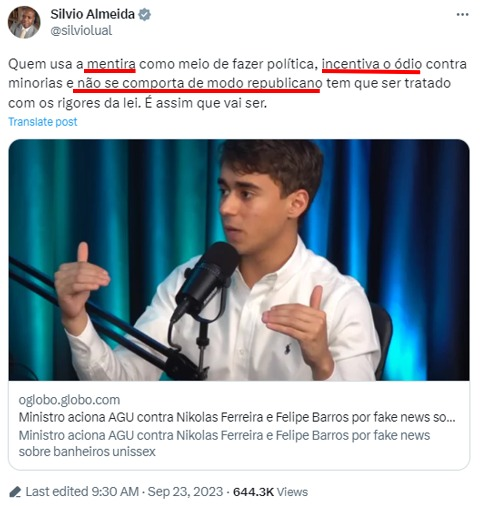 Silvio Almeida
@silviolual
Quem usa a mentira como meio de fazer política, incentiva o ódio contra
minorias e não se comporta de modo republicano tem que ser tratado
com os rigores da lei. É assim que vai ser.
Translate post
oglobo.globo.com
Ministro aciona AGU contra Nikolas Ferreira e Felipe Barros por fake news so...
Ministro aciona AGU contra Nikolas Ferreira e Felipe Barros por fake news
sobre banheiros unissex
Last edited 9:30 AM · Sep 23, 2023 · 644.3K Views